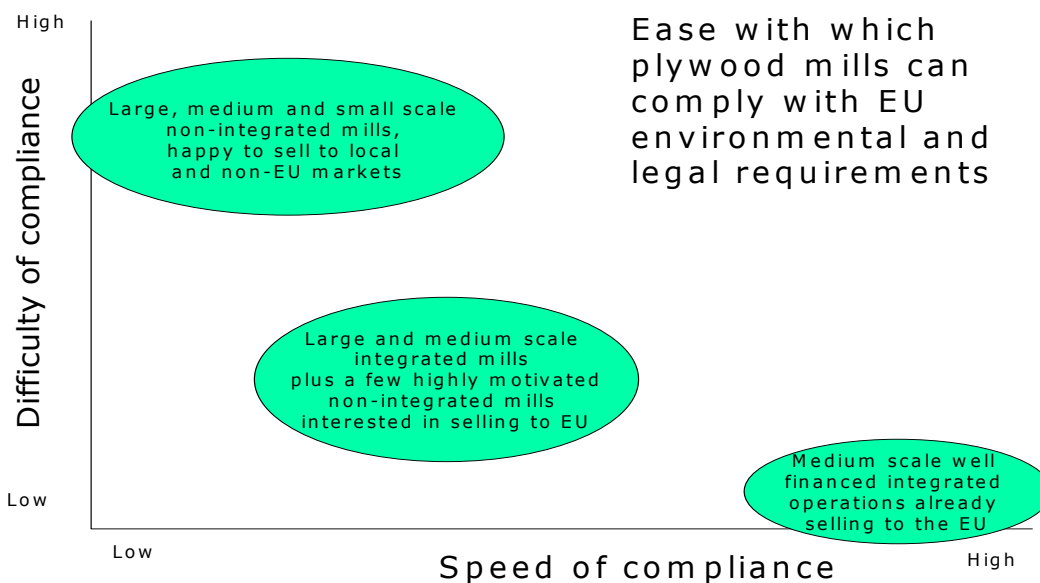 High
Ease with which
plywood mills can
comply with EU
environmental and
legal requirements
Difficulty of compliance
Large, medium and small scale
non-integrated mills,
happy to sell to local
and non-EU markets
Large and medium scale
integrated mills
plus a few highly motivated
non-integrated mills
interested in selling to EU
Medium scale well
financed integrated
operations already
selling to the EU
Low
Low
Speed of compliance
High